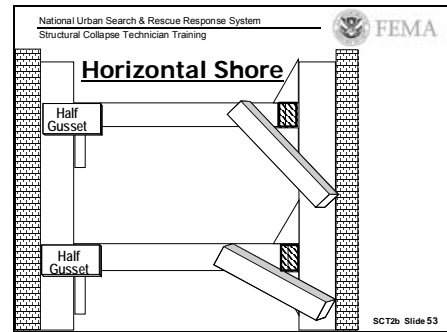 National Urban Search & Rescue Response System
Structural Collapse Technician Training
FEMA
Horizontal Shore
Half
Gusset
Half
Gusset
SCT2b Slide 53